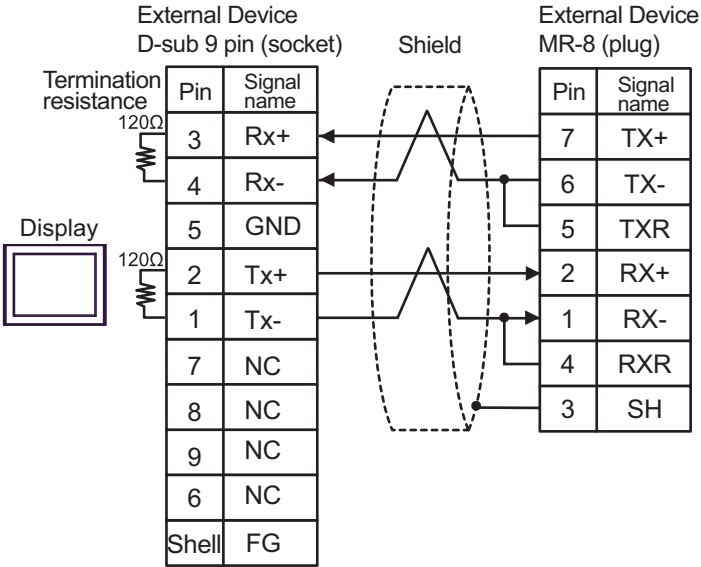 External Device
D-sub 9 pin (socket)
Shield
External Device
MR-8 (plug)
Termination
resistance
Pin
Signal
name
Pin
Signal
name
120Ω
3
Rx+
7
TX+
4
Rx-
6
TX-
Display
5
GND
5
TXR
120Ω
2
Tx+
2
RX+
1
Tx-
1
RX-
7
NC
4
RXR
8
NC
3
SH
9
NC
6
NC
Shell
FG